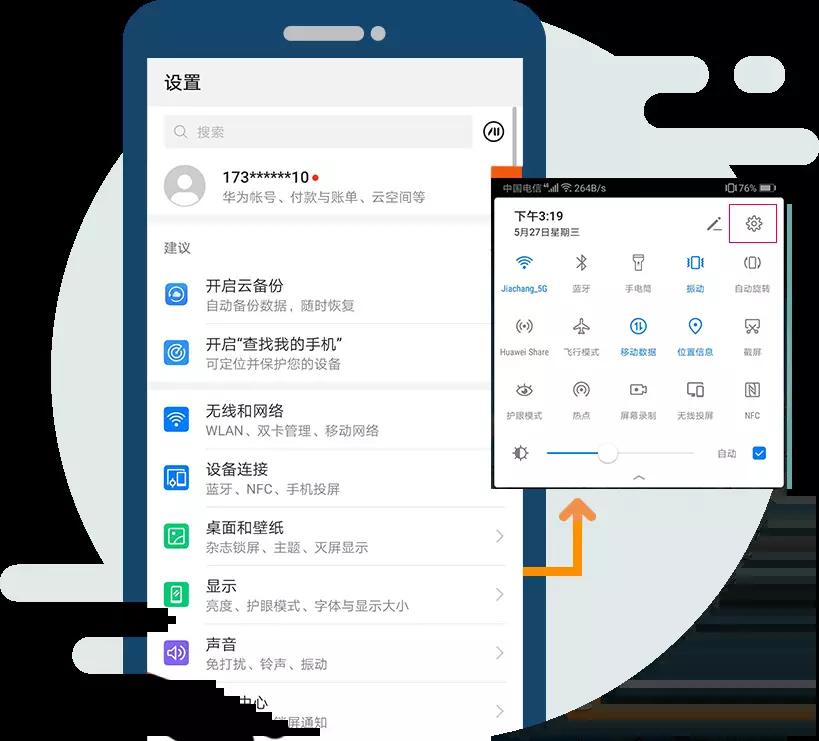 设置
搜索
173******10
华为帐号、付款与账单、云空间等
建议
开启云备份
自动备份数据，随时恢复
开启“查找我的手机”
可定位并保护您的设备
无线和网络
WLAN、双卡管理、移动网络
设备连接
蓝牙、NFC、手机投屏
桌面和壁纸
杂志锁屏、主题、灭屏显示
显示
亮度、护眼模式、字体与显示大小
声音
免打扰、铃声、振动
中心
锁屏通知
中国电信 4G 264B/s 76%
下午3:19
5月27日星期三
Jiachang_5G 蓝牙 手电筒 振动 自动旋转
Huawei Share 飞行模式 移动数据 位置信息 截屏
护眼模式 热点 屏幕录制 无线投屏 NFC
自动